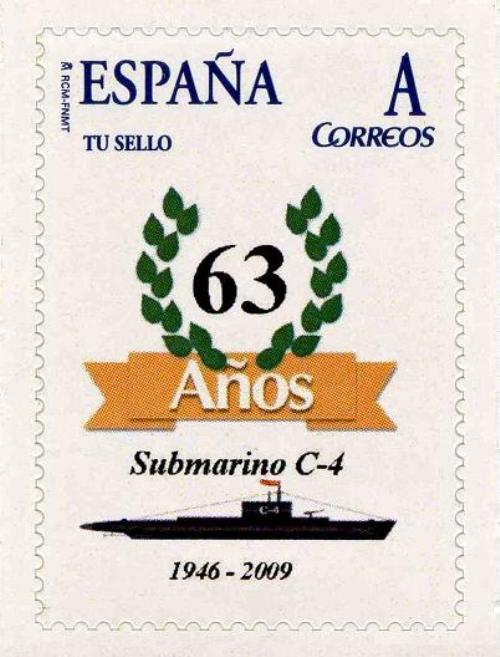 ESPAÑA A
M RCM-FNMT
TU SELLO CORREOS
63
Años
Submarino C-4
C-4
1946 - 2009